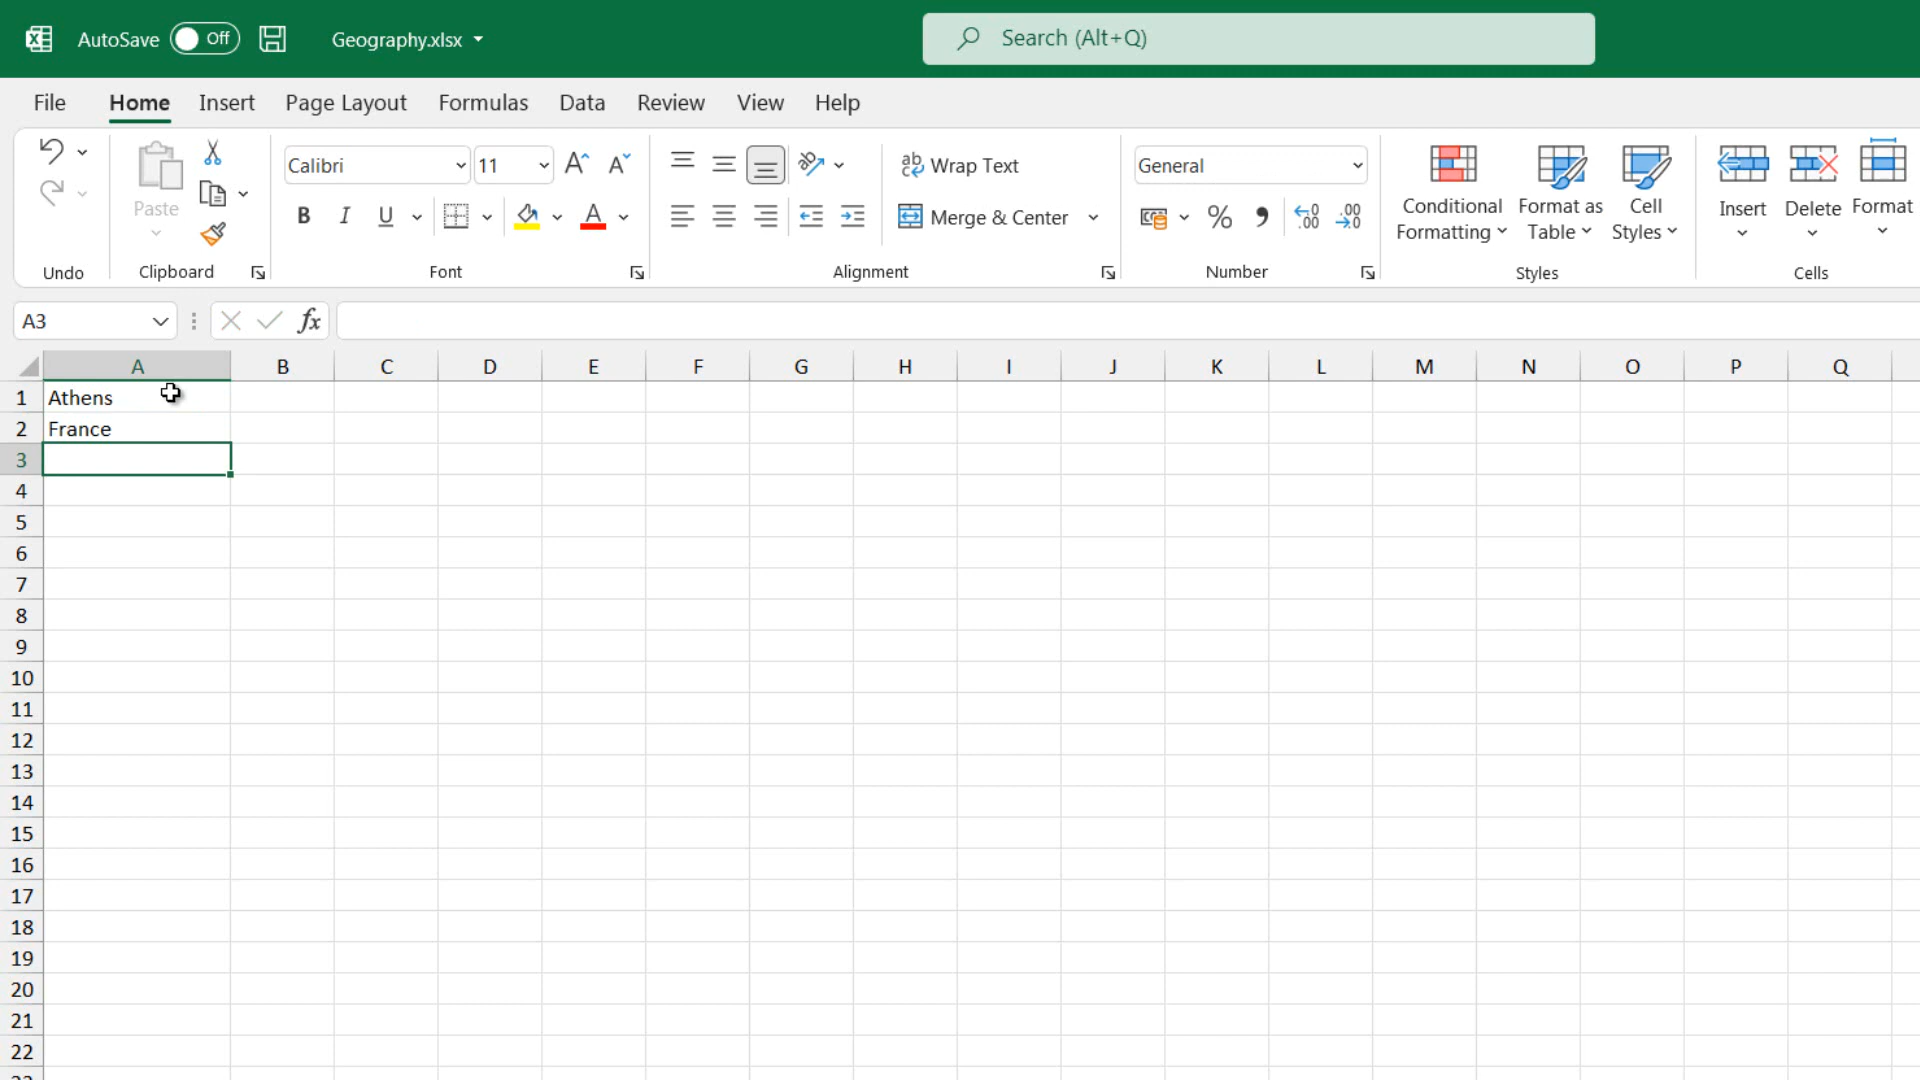 AutoSave Off Geography.xlsx Search (Alt+Q)
File Home Insert Page Layout Formulas Data Review View Help
Calibri 11 ab Wrap Text General
Paste B I U A Merge & Center % Conditional Formatting Format as Table Cell Styles Insert Delete Format
Undo Clipboard Font Alignment Number Styles Cells
A3 fx
A B C D E F G H I J K L M N O P Q
1 Athens
2 France
3
4
5
6
7
8
9
10
11
12
13
14
15
16
17
18
19
20
21
22